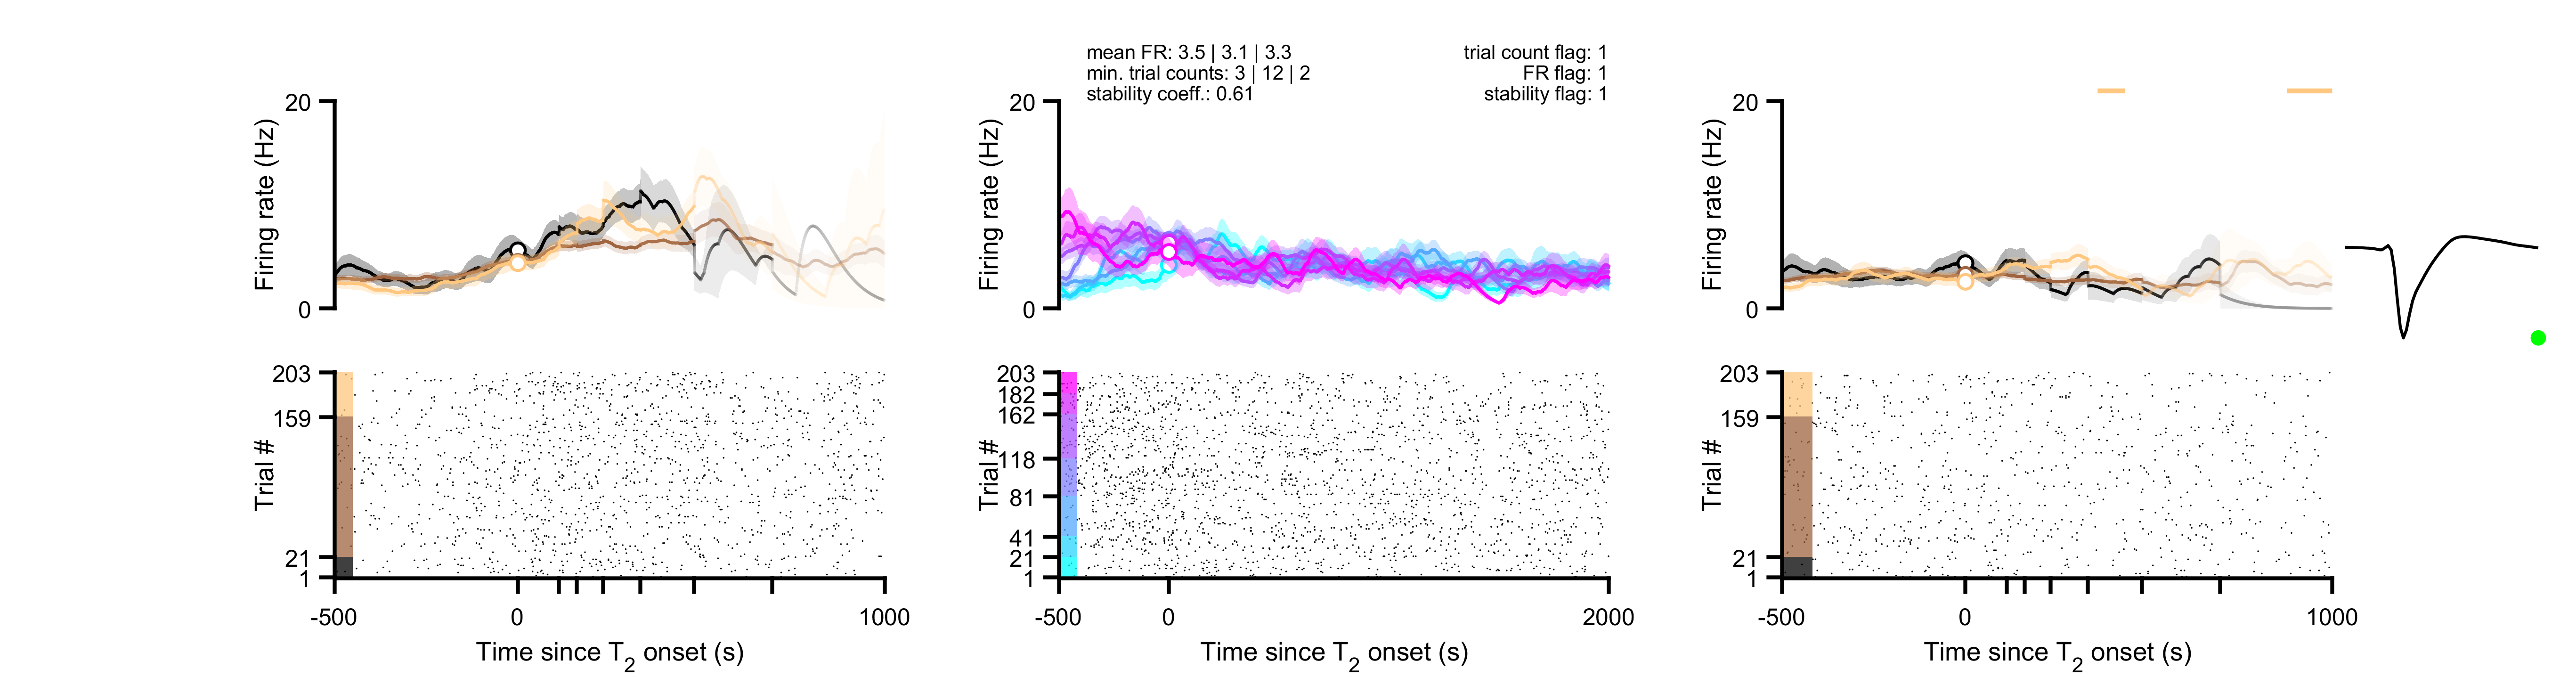 mean FR: 3.5 | 3.1 | 3.3
min. trial counts: 3 | 12 | 2
stability coeff.: 0.61
trial count flag: 1
FR flag: 1
stability flag: 1
20
0
Firing rate (Hz)
203
159
21
1
Trial #
-500
0
1000
Time since T2 onset (s)
20
0
Firing rate (Hz)
203
182
162
118
81
41
21
1
Trial #
-500
0
2000
Time since T2 onset (s)
20
0
Firing rate (Hz)
203
159
21
1
Trial #
-500
0
1000
Time since T2 onset (s)